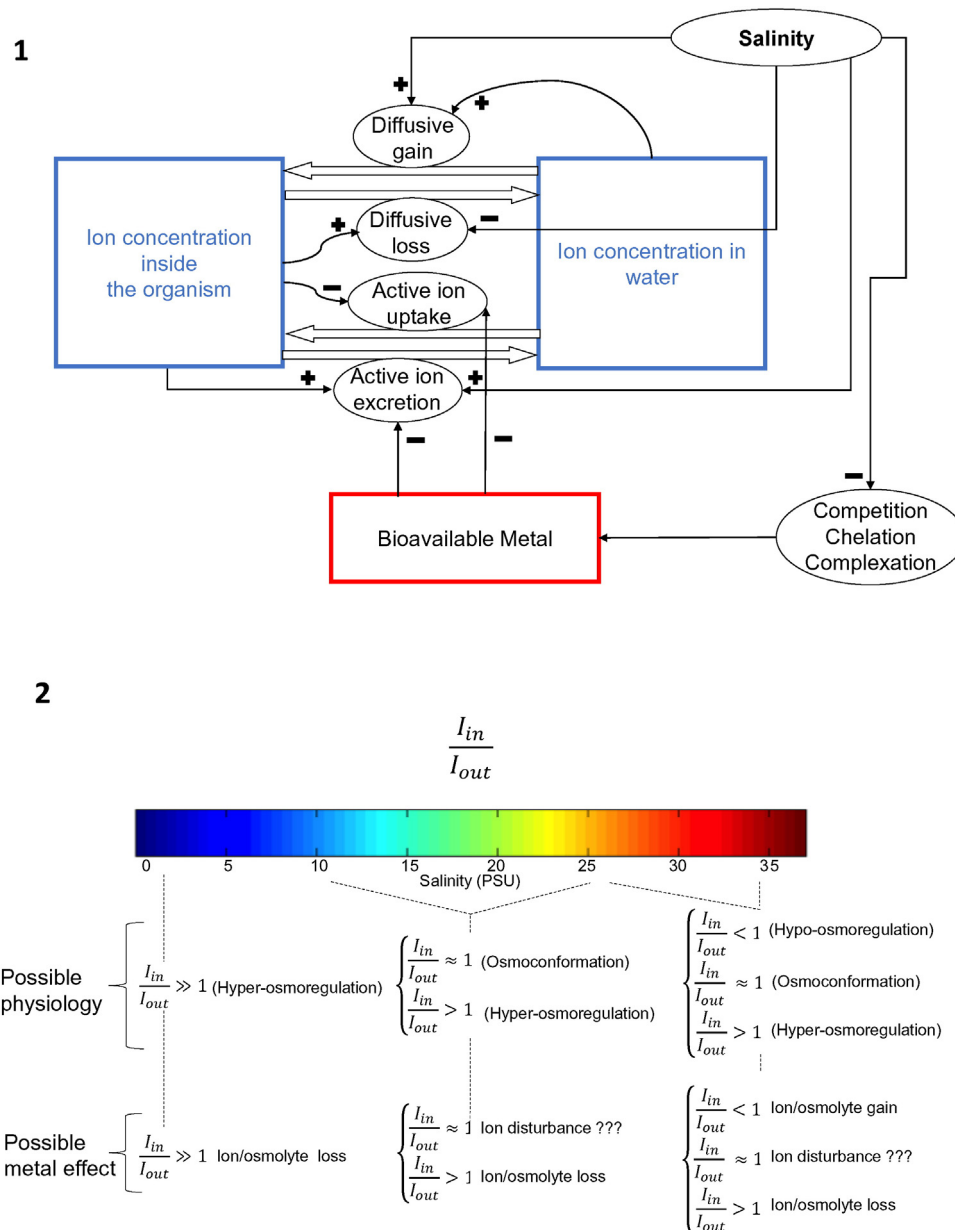 1
Salinity
+
+
Diffusive
gain
Ion concentration
inside
the organism
+
Diffusive
loss
−
Ion concentration in
water
−
Active ion
uptake
+
Active ion
excretion
+
−
−
−
Bioavailable Metal
Competition
Chelation
Complexation
2
I_in / I_out
0 5 10 15 20 25 30 35
Salinity (PSU)
Possible
physiology
I_in / I_out ≫ 1 (Hyper-osmoregulation)
I_in / I_out ≈ 1 (Osmoconformation)
I_in / I_out > 1 (Hyper-osmoregulation)
I_in / I_out < 1 (Hypo-osmoregulation)
I_in / I_out ≈ 1 (Osmoconformation)
I_in / I_out > 1 (Hyper-osmoregulation)
Possible
metal effect
I_in / I_out ≫ 1 Ion/osmolyte loss
I_in / I_out ≈ 1 Ion disturbance ???
I_in / I_out > 1 Ion/osmolyte loss
I_in / I_out < 1 Ion/osmolyte gain
I_in / I_out ≈ 1 Ion disturbance ???
I_in / I_out > 1 Ion/osmolyte loss